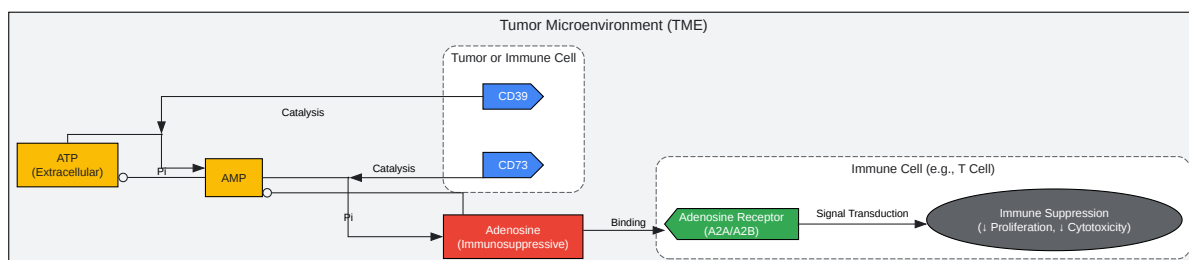 Tumor Microenvironment (TME)
Tumor or Immune Cell
CD39
Catalysis
CD73
Catalysis
ATP
(Extracellular)
Pi
AMP
Pi
Adenosine
(Immunosuppressive)
Binding
Immune Cell (e.g., T Cell)
Adenosine Receptor
(A2A/A2B)
Signal Transduction
Immune Suppression
(↓ Proliferation, ↓ Cytotoxicity)